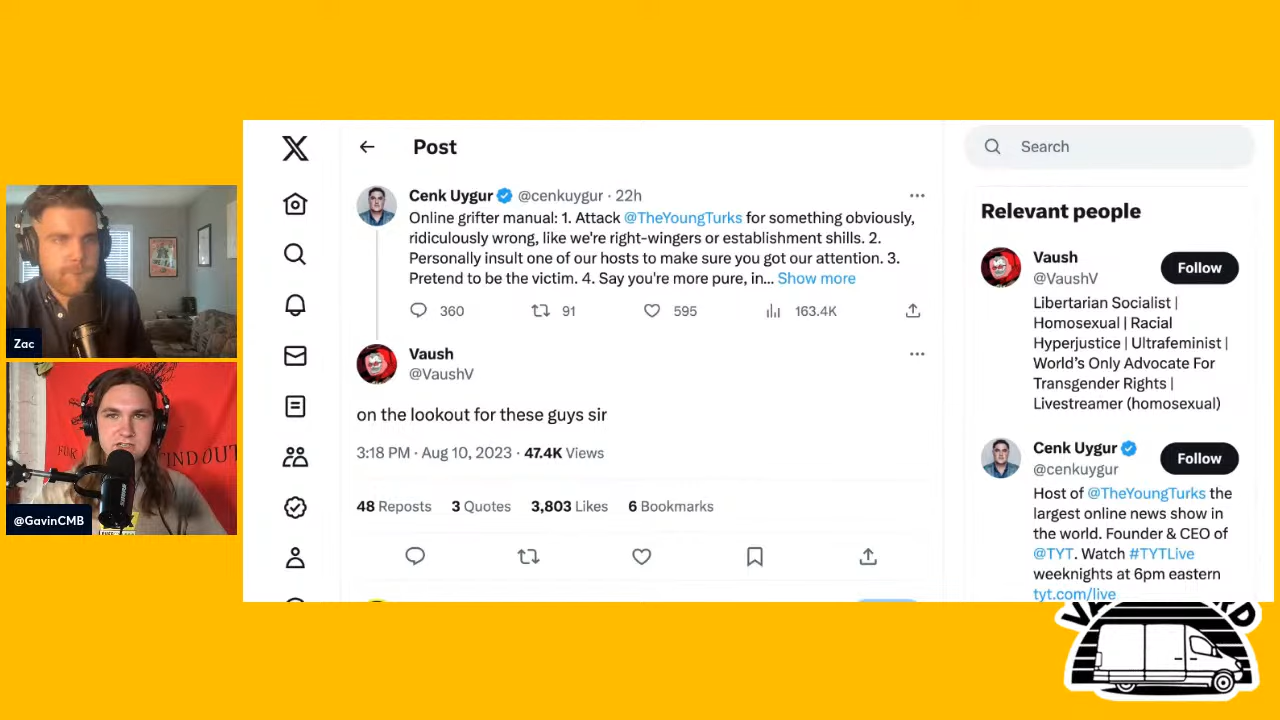 Post
Search
Cenk Uygur @cenkuygur · 22h
Online grifter manual: 1. Attack @TheYoungTurks for something obviously,
ridiculously wrong, like we're right-wingers or establishment shills. 2.
Personally insult one of our hosts to make sure you got our attention. 3.
Pretend to be the victim. 4. Say you're more pure, in... Show more
360 91 595 163.4K
Vaush
@VaushV
on the lookout for these guys sir
3:18 PM · Aug 10, 2023 · 47.4K Views
48 Reposts 3 Quotes 3,803 Likes 6 Bookmarks
Relevant people
Vaush
@VaushV
Follow
Libertarian Socialist |
Homosexual | Racial
Hyperjustice | Ultrafeminist |
World's Only Advocate For
Transgender Rights |
Livestreamer (homosexual)
Cenk Uygur
@cenkuygur
Follow
Host of @TheYoungTurks the
largest online news show in
the world. Founder & CEO of
@TYT. Watch #TYTLive
weeknights at 6pm eastern
tyt.com/live
Zac
FIND OUT
@GavinCMB